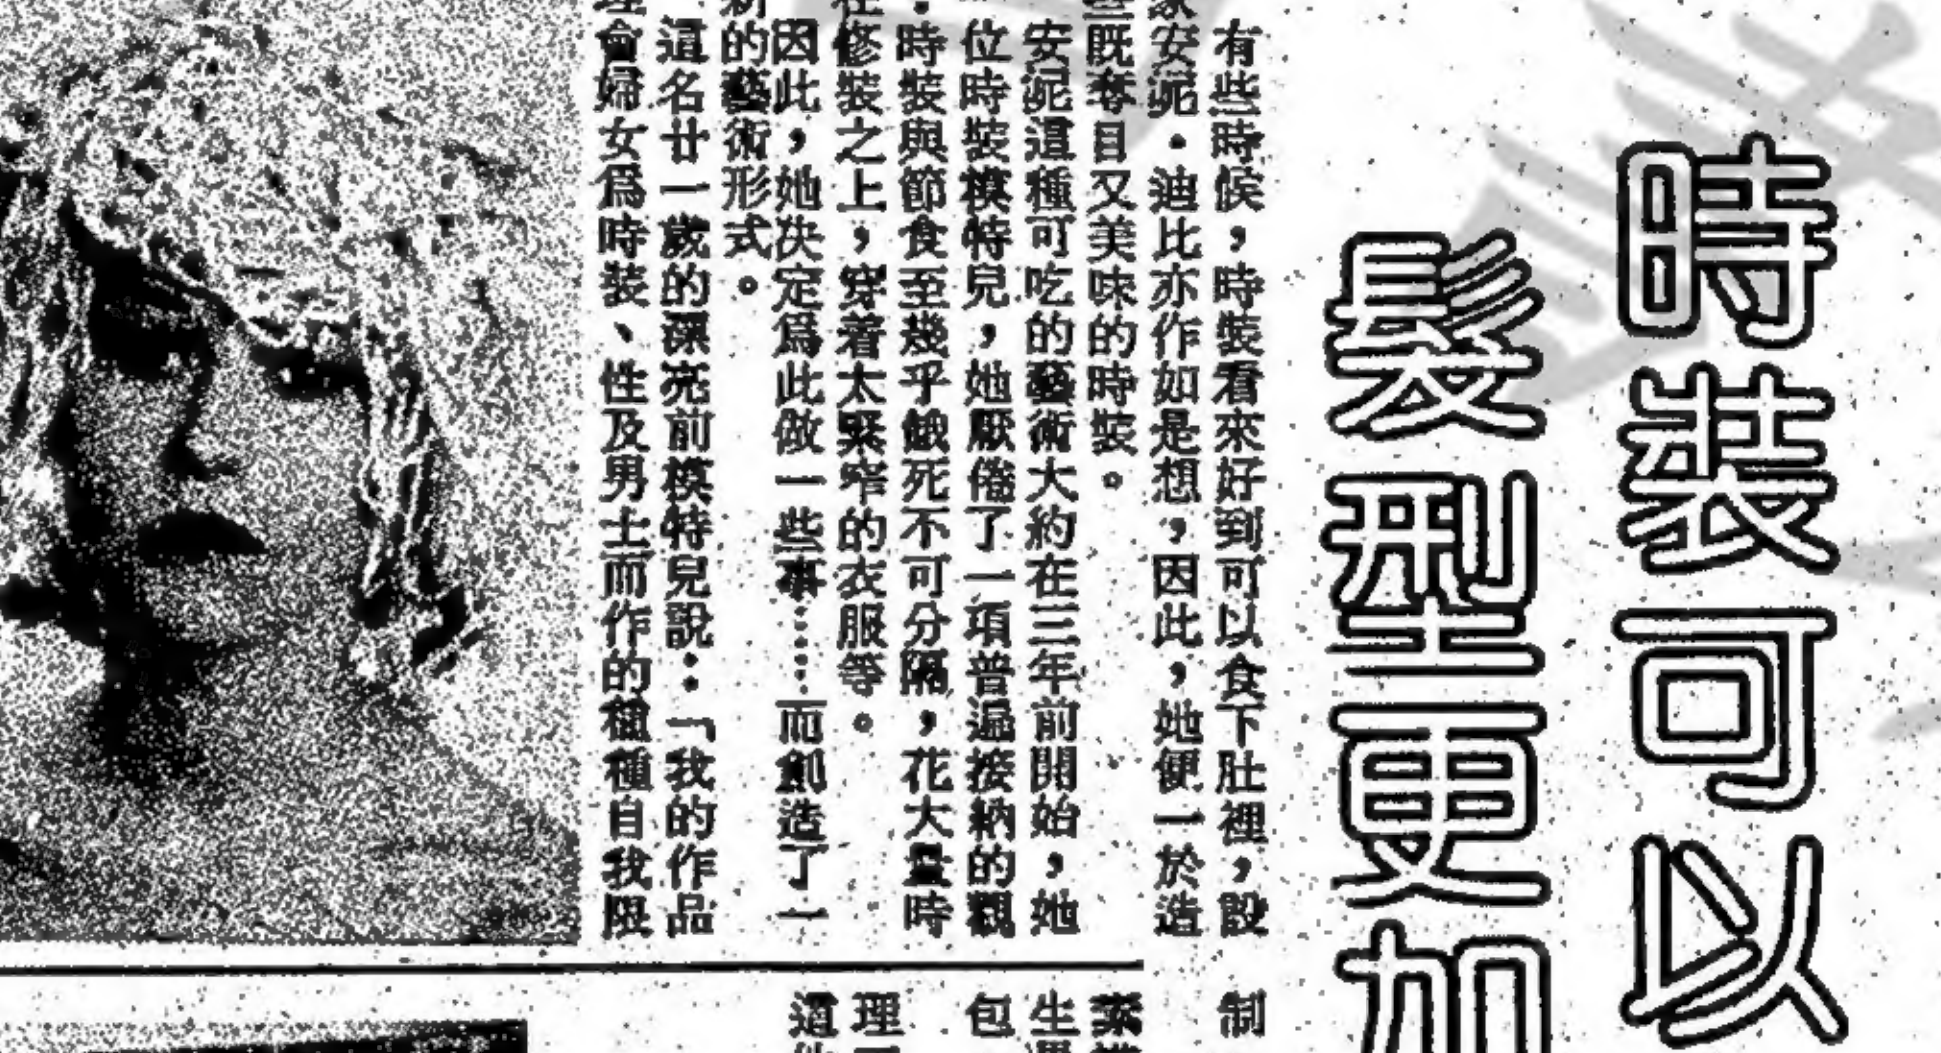 時裝可以
髮型更加
有些時候，時裝看來好到可以食下肚裡，設
家安妮·迪比亦作如是想，因此，她便一於造
些既奪目又美味的時裝。
安妮這種可吃的藝術大約在三年前開始，她
位時裝模特兒，她厭倦了一項普遍接納的觀
：時裝與節食至幾乎餓死不可分隔，花大量時
在修裝之上，穿着太緊窄的衣服等。
因此，她决定爲此做一些事……而創造了一
新的藝術形式。
這名廿一歲的漂亮前模特兒說：「我的作品
理會婦女爲時裝、性及男士而作的種種自我限
制
生
包
理
這